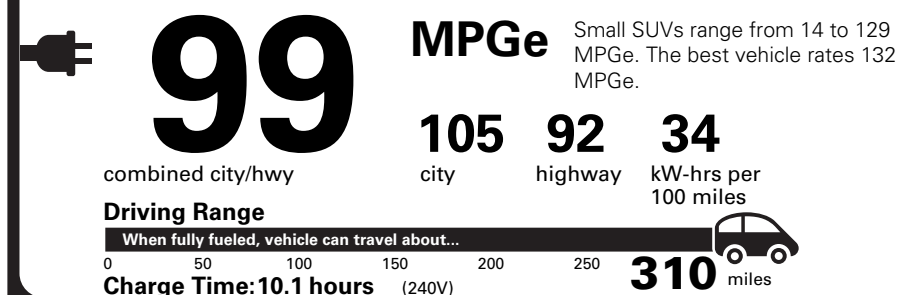 99
MPGe
Small SUVs range from 14 to 129
MPGe. The best vehicle rates 132
MPGe.
105 92 34
combined city/hwy
city
highway
kW-hrs per
100 miles
Driving Range
When fully fueled, vehicle can travel about...
0 50 100 150 200 250 310 miles
Charge Time: 10.1 hours (240V)